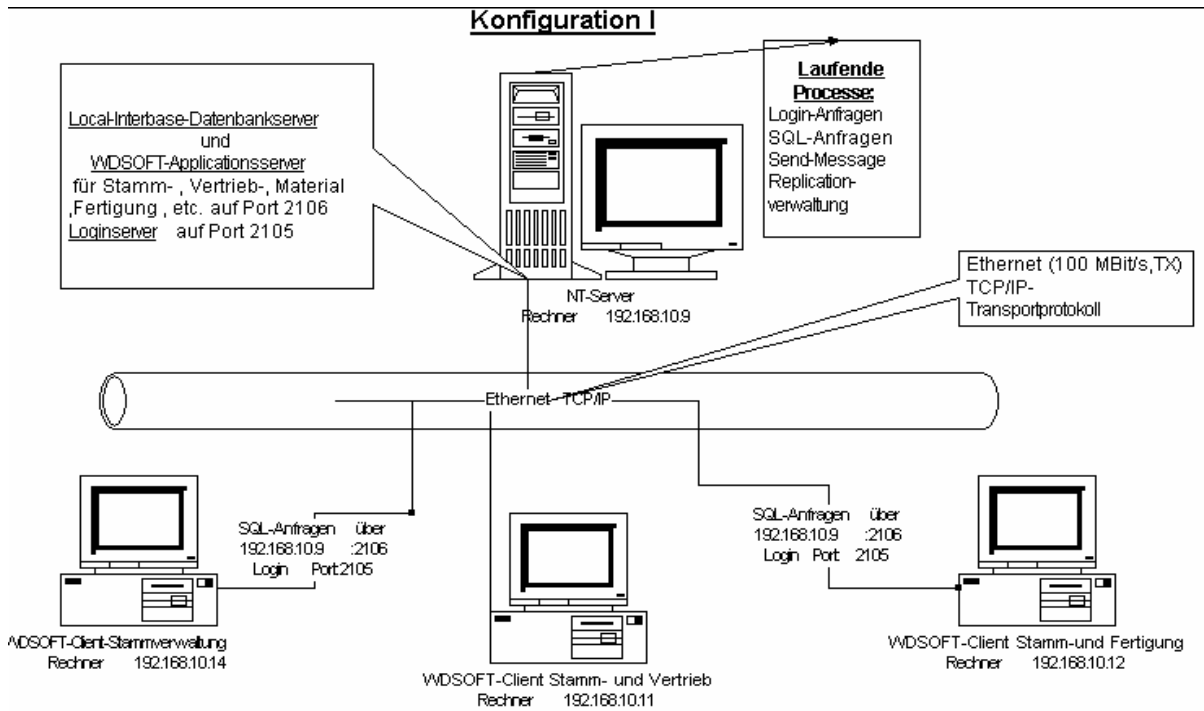 Konfiguration I
Local-Interbase-Datenbankserver
und
WDSOFT-Applicationsserver
für Stamm- , Vertrieb-, Material
,Fertigung , etc. auf Port 2106
Loginserver auf Port 2105
Laufende
Processe:
Login-Anfragen
SQL-Anfragen
Send-Message
Replication-
verwaltung
NT-Server
Rechner 192.168.10.9
Ethernet (100 MBit/s,TX)
TCP/IP-
Transportprotokoll
Ethernet- TCP/IP
SQL-Anfragen über
192.168.10.9 :2106
Login Port 2105
SQL-Anfragen über
192.168.10.9 :2106
Login Port 2105
WDSOFT-Client-Stammverwaltung
Rechner 192.168.10.14
WDSOFT-Client Stamm- und Vertrieb
Rechner 192.168.10.11
WDSOFT-Client Stamm-und Fertigung
Rechner 192.168.10.12